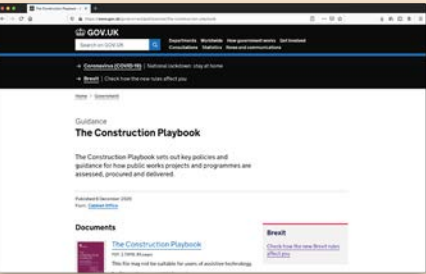 The Construction Playbook
GOV.UK
Search on GOV.UK
Departments Worldwide How government works Get involved
Consultations Statistics News and communications
→ Coronavirus (COVID-19) | National lockdown: stay at home
→ Brexit | Check how the new rules affect you
Home > Government
Guidance
The Construction Playbook
The Construction Playbook sets out key policies and
guidance for how public works projects and programmes are
assessed, procured and delivered.
Published 8 December 2020
From: Cabinet Office
Documents
The Construction Playbook
This file may not be suitable for users of assistive technology.
Brexit
Check how the new Brexit rules
affect you